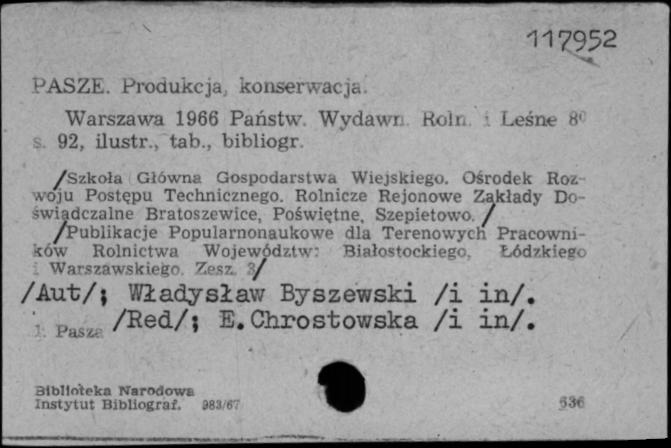 117952
PASZE. Produkcja, konserwacja.
Warszawa 1966 Państw. Wydawn. Roln. i Leśne 8⁰
s. 92, ilustr., tab., bibliogr.
/Szkoła Główna Gospodarstwa Wiejskiego. Ośrodek Roz-
woju Postępu Technicznego. Rolnicze Rejonowe Zakłady Do-
świadczalne Bratoszewice, Poświętne, Szepietowo. /
/Publikacje Popularnonaukowe dla Terenowych Pracowni-
ków Rolnictwa Województw: Białostockiego, Łódzkiego
i Warszawskiego. Zesz. 3/
/Aut/; Władysław Byszewski /i in/.
/Red/; E.Chrostowska /i in/.
1. Pasze
Biblioteka Narodowa
Instytut Bibliograf. 983/67
636